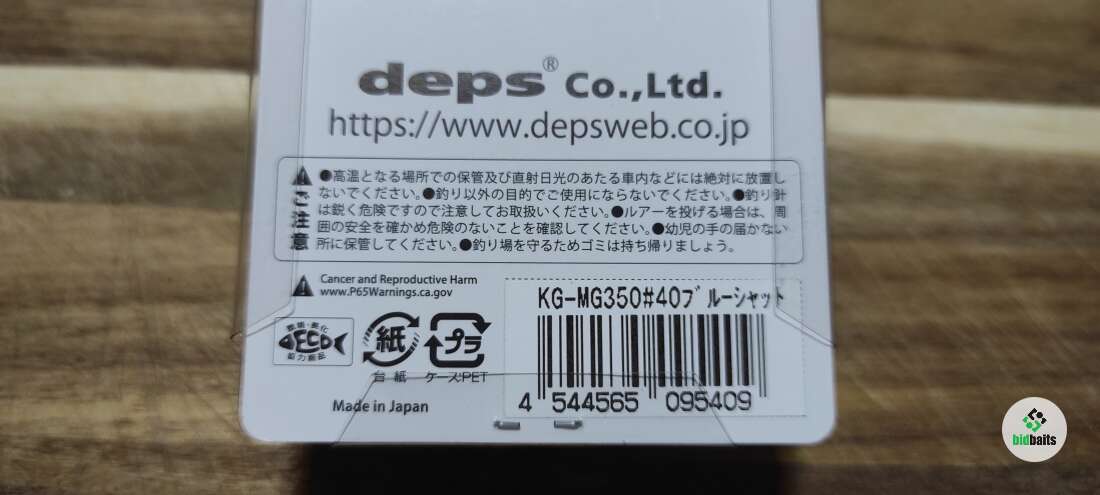 deps® Co.,Ltd.
https://www.depsweb.co.jp
ご注意
●高温となる場所での保管及び直射日光のあたる車内などには絶対に放置し
ないでください。●釣り以外の目的でご使用にならないでください。●釣り針
は鋭く危険ですので注意してお取扱いください。●ルアーを投げる場合は、周
囲の安全を確かめ危険のないことを確認してください。●幼児の手の届かない
所に保管してください。●釣り場を守るためゴミは持ち帰りましょう。
Cancer and Reproductive Harm
www.P65Warnings.ca.gov
KG-MG350#40ブルーシャット
ECO
紙
プラ
台紙
ケース:PET
4 544565 095409
Made in Japan
bidbaits